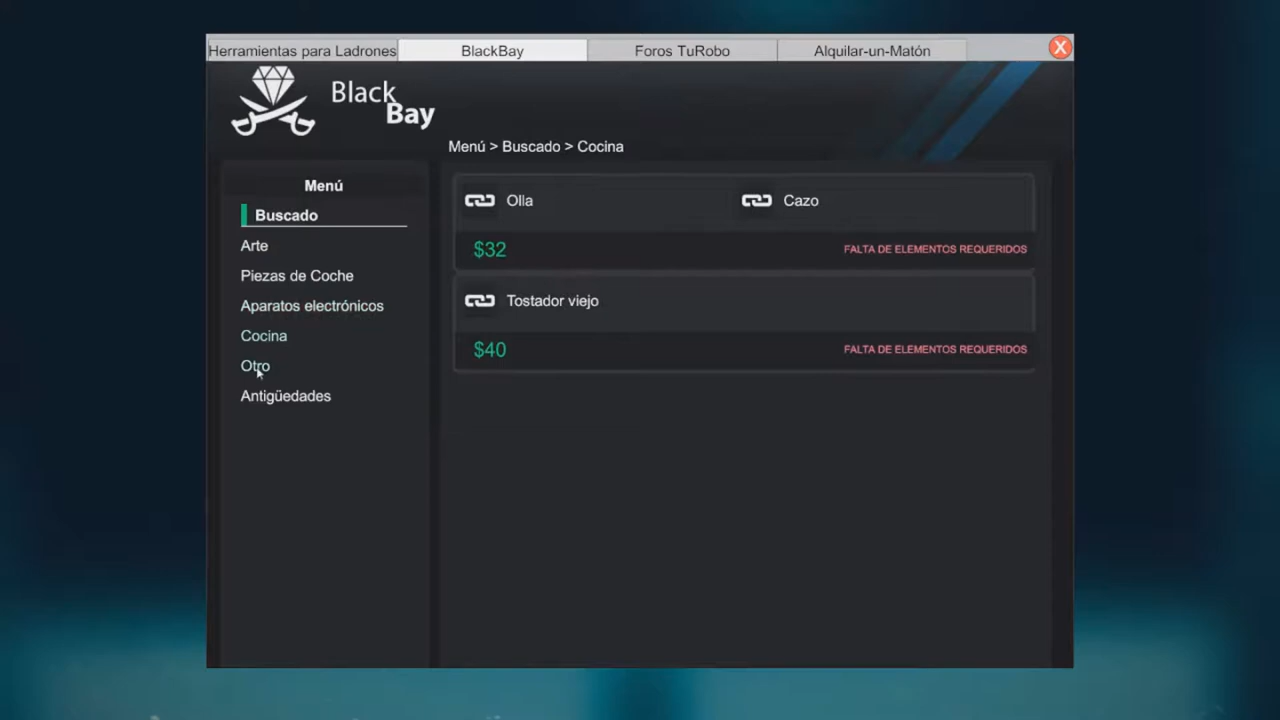 Herramientas para Ladrones
BlackBay
Foros TuRobo
Alquilar-un-Matón
X
Black
Bay
Menú > Buscado > Cocina
Menú
Buscado
Arte
Piezas de Coche
Aparatos electrónicos
Cocina
Otro
Antigüedades
Olla
Cazo
$32
FALTA DE ELEMENTOS REQUERIDOS
Tostador viejo
$40
FALTA DE ELEMENTOS REQUERIDOS